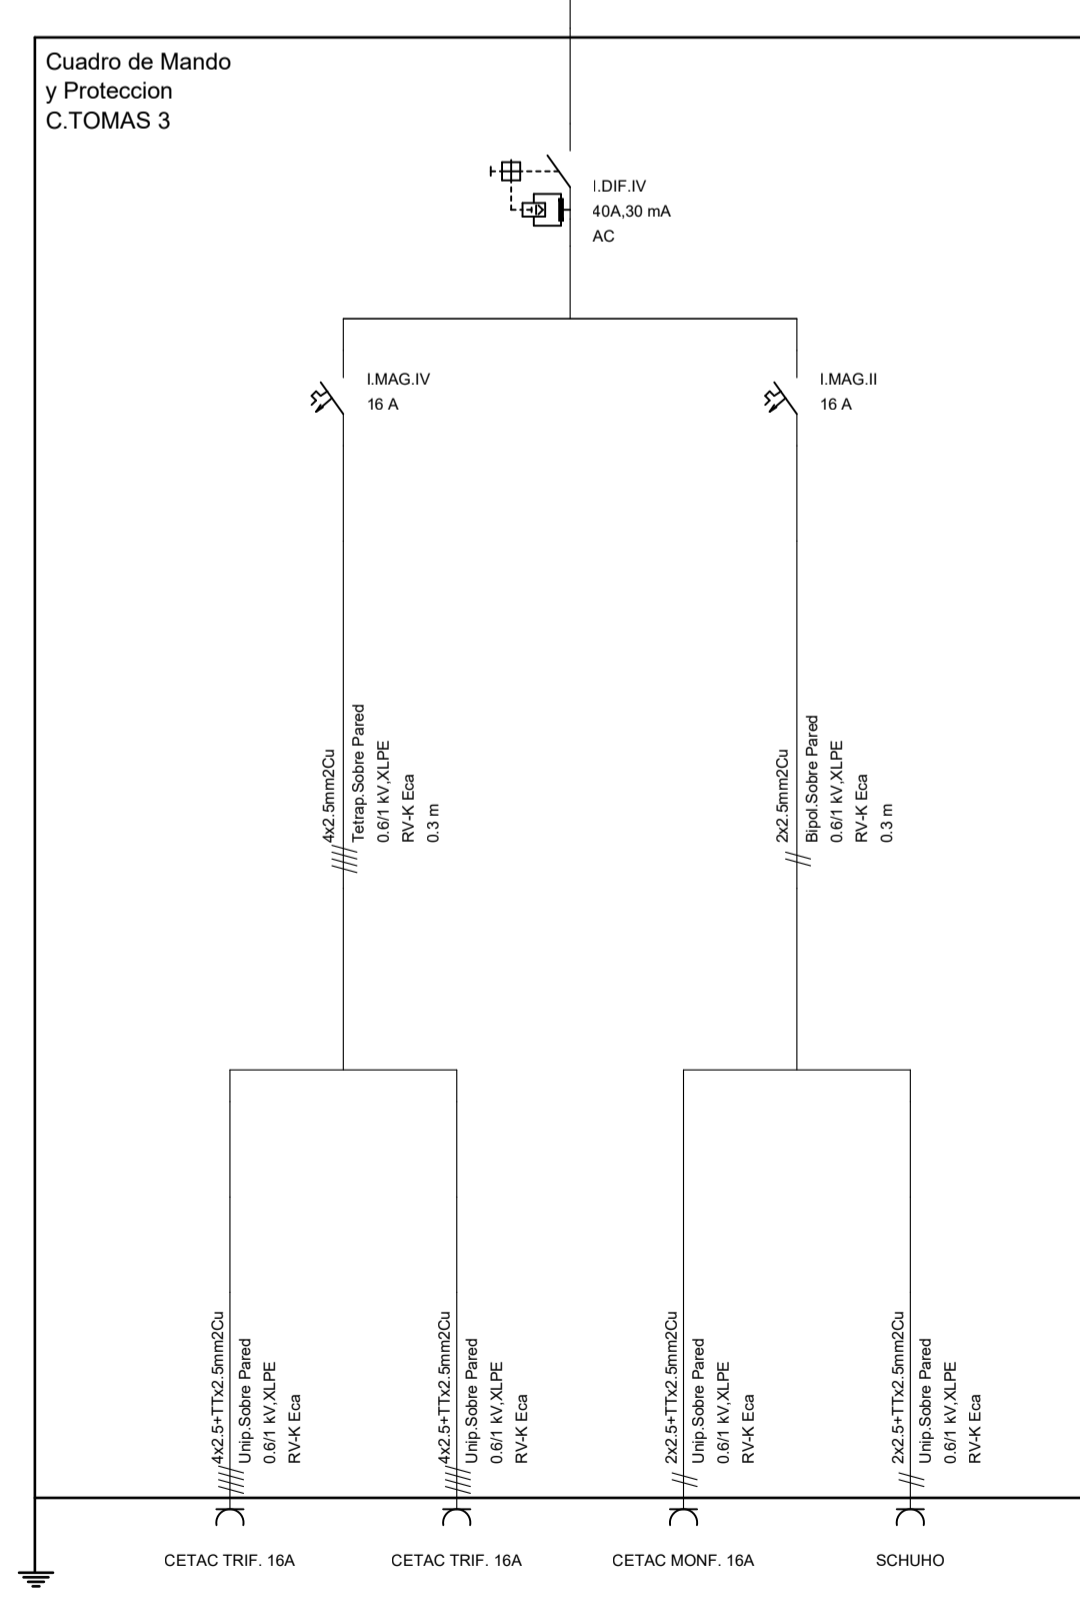 Cuadro de Mando
y Proteccion
C.TOMAS 3
I.DIF.IV
40A,30 mA
AC
I.MAG.IV
16 A
I.MAG.II
16 A
4x2.5mm2Cu
Tetrap.Sobre Pared
0.6/1 kV,XLPE
RV-K Eca
0.3 m
2x2.5mm2Cu
Bipol.Sobre Pared
0.6/1 kV,XLPE
RV-K Eca
0.3 m
4x2.5+TTx2.5mm2Cu
Unip.Sobre Pared
0.6/1 kV,XLPE
RV-K Eca
4x2.5+TTx2.5mm2Cu
Unip.Sobre Pared
0.6/1 kV,XLPE
RV-K Eca
2x2.5+TTx2.5mm2Cu
Unip.Sobre Pared
0.6/1 kV,XLPE
RV-K Eca
2x2.5+TTx2.5mm2Cu
Unip.Sobre Pared
0.6/1 kV,XLPE
RV-K Eca
CETAC TRIF. 16A
CETAC TRIF. 16A
CETAC MONF. 16A
SCHUHO